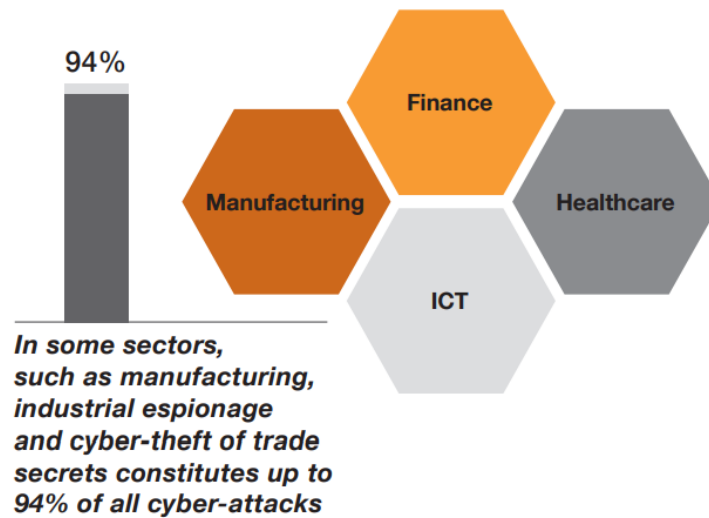 94%
Finance
Manufacturing
Healthcare
ICT
In some sectors,
such as manufacturing,
industrial espionage
and cyber-theft of trade
secrets constitutes up to
94% of all cyber-attacks